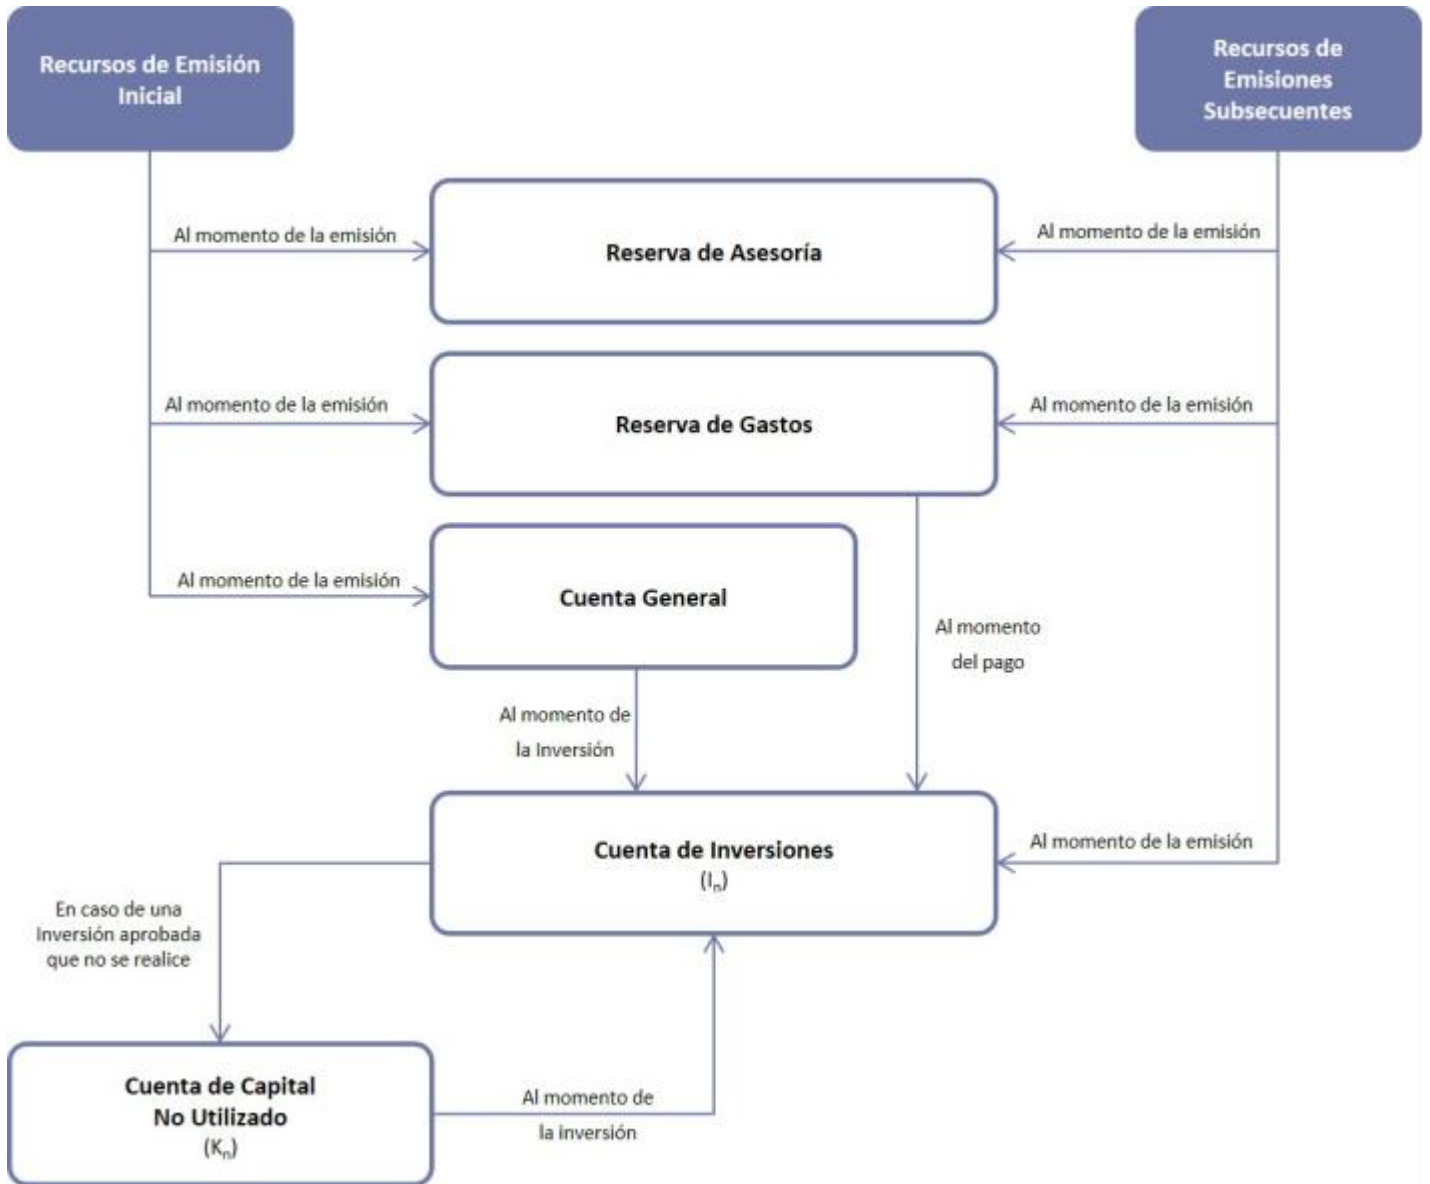 Recursos de Emisión
Inicial
Recursos de
Emisiones
Subsecuentes
Al momento de la emisión
Reserva de Asesoría
Al momento de la emisión
Al momento de la emisión
Reserva de Gastos
Al momento de la emisión
Al momento de la emisión
Cuenta General
Al momento
del pago
Al momento de
la Inversión
Cuenta de Inversiones
(Iₙ)
Al momento de la emisión
En caso de una
Inversión aprobada
que no se realice
Cuenta de Capital
No Utilizado
(Kₙ)
Al momento de
la inversión